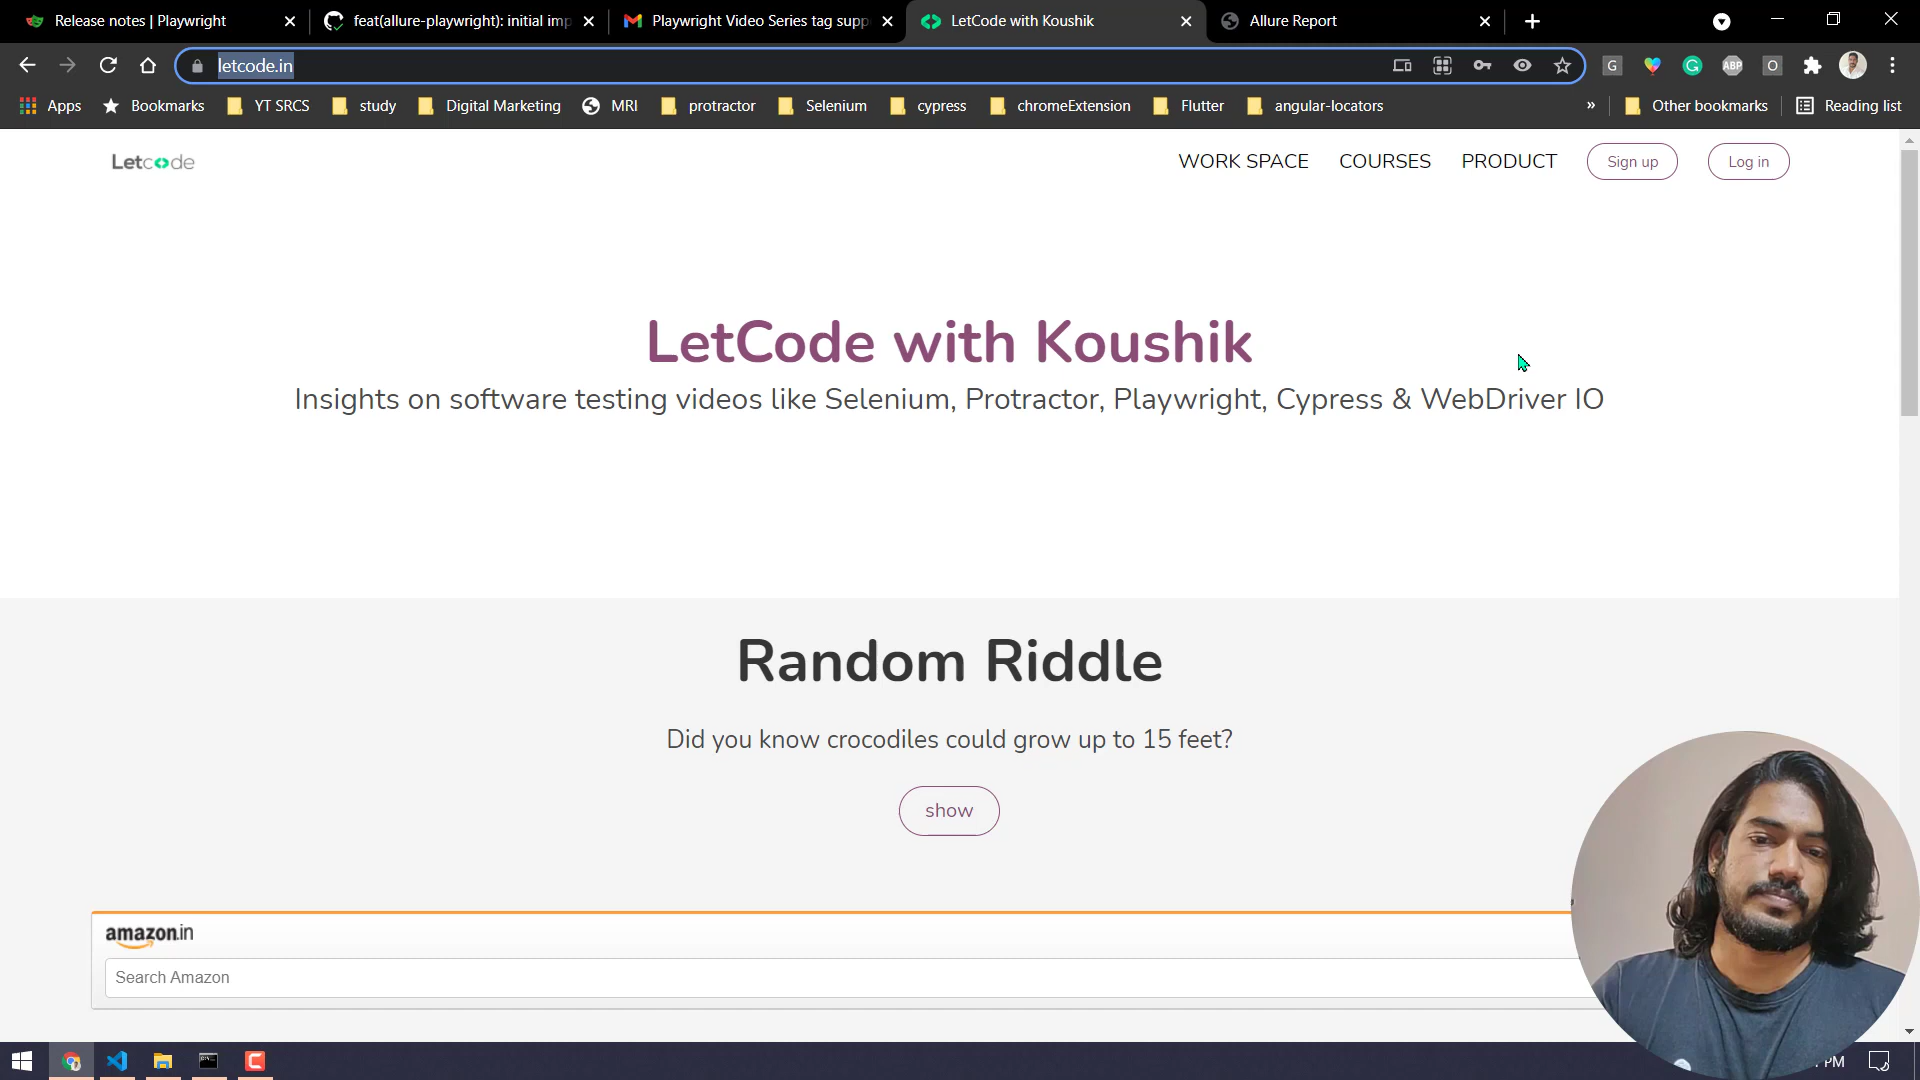 Release notes | Playwright
feat(allure-playwright): initial imp
Playwright Video Series tag supp
LetCode with Koushik
Allure Report
letcode.in
G
ABP
O
Apps
Bookmarks
YT SRCS
study
Digital Marketing
MRI
protractor
Selenium
cypress
chromeExtension
Flutter
angular-locators
»
Other bookmarks
Reading list
Letcode
WORK SPACE
COURSES
PRODUCT
Sign up
Log in
LetCode with Koushik
Insights on software testing videos like Selenium, Protractor, Playwright, Cypress & WebDriver IO
Random Riddle
Did you know crocodiles could grow up to 15 feet?
show
amazon.in
Search Amazon
PM